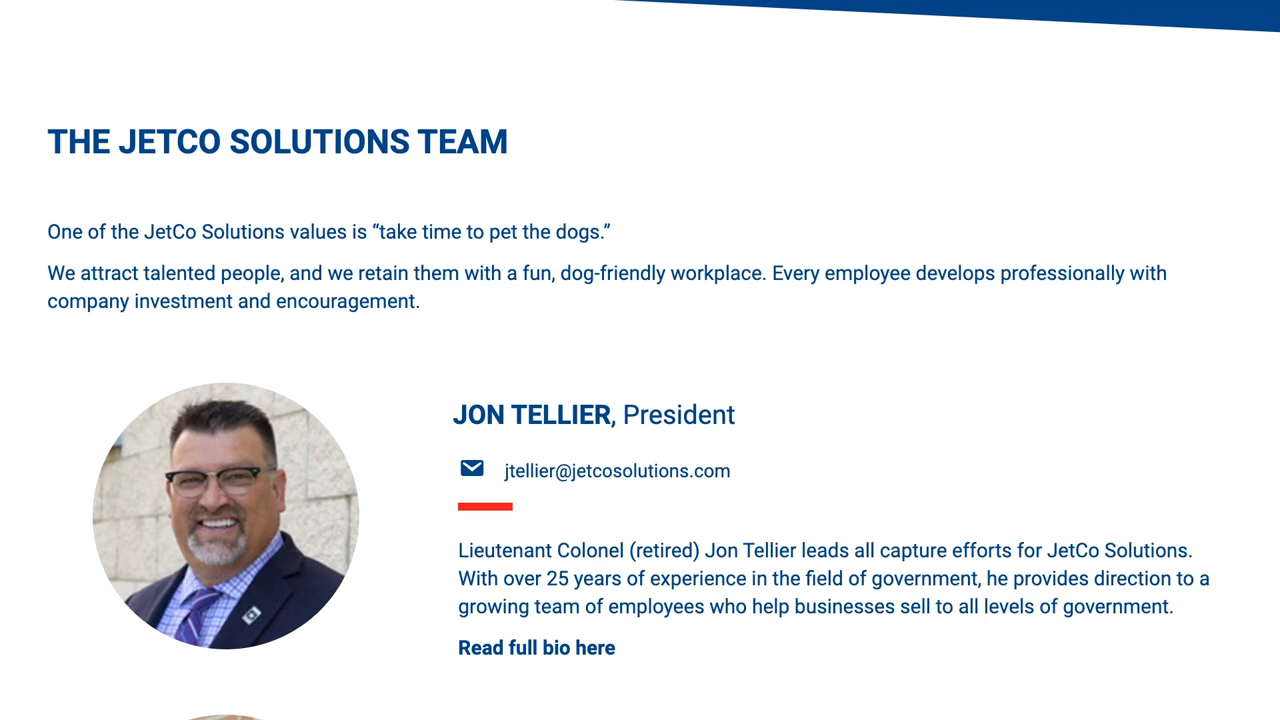 THE JETCO SOLUTIONS TEAM
One of the JetCo Solutions values is “take time to pet the dogs.”
We attract talented people, and we retain them with a fun, dog-friendly workplace. Every employee develops professionally with
company investment and encouragement.
JON TELLIER, President
jtellier@jetcosolutions.com
Lieutenant Colonel (retired) Jon Tellier leads all capture efforts for JetCo Solutions.
With over 25 years of experience in the field of government, he provides direction to a
growing team of employees who help businesses sell to all levels of government.
Read full bio here